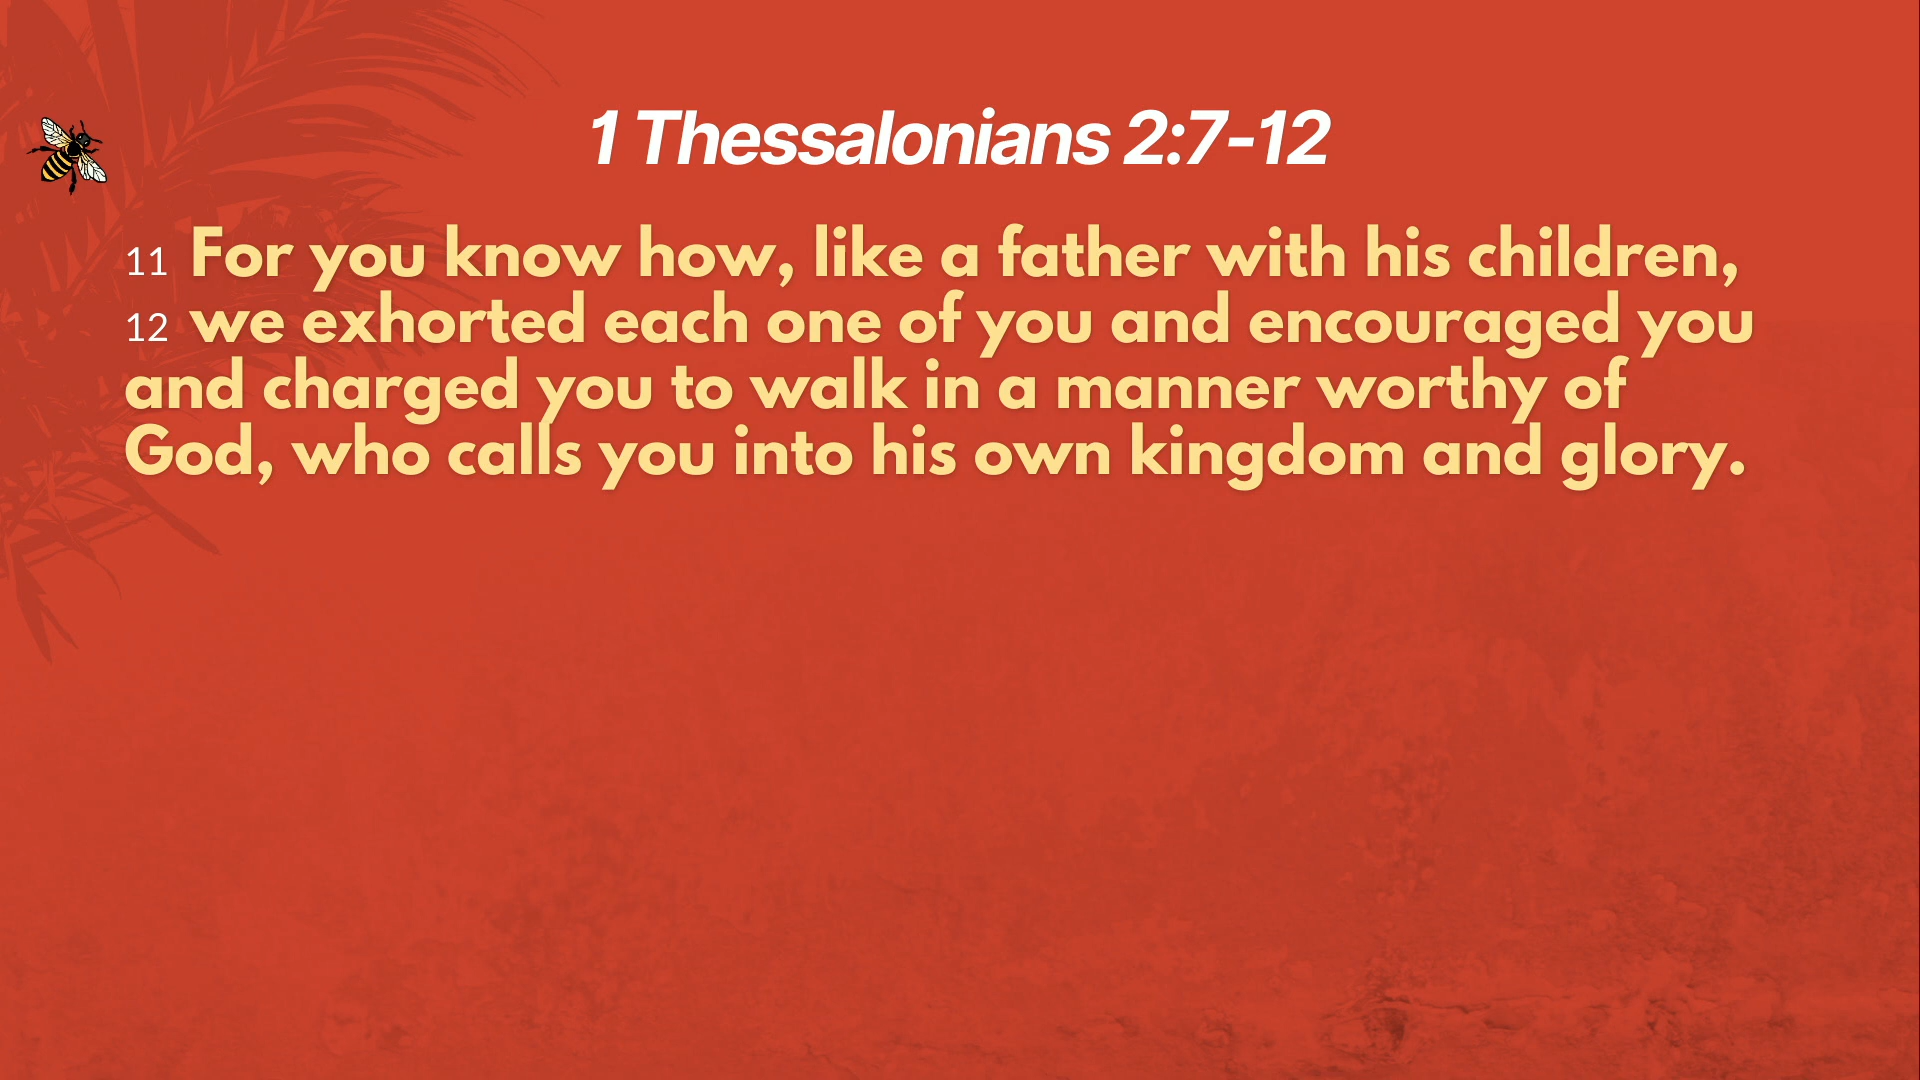 1 Thessalonians 2:7-12
11 For you know how, like a father with his children,
12 we exhorted each one of you and encouraged you
and charged you to walk in a manner worthy of
God, who calls you into his own kingdom and glory.